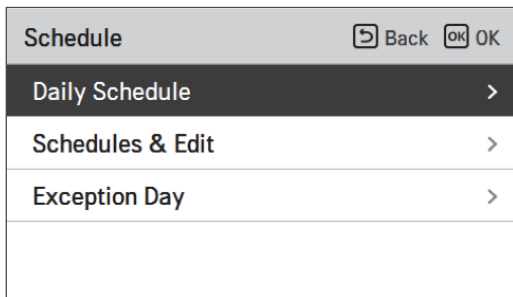 Schedule Back OK OK
Daily Schedule >
Schedules & Edit >
Exception Day >